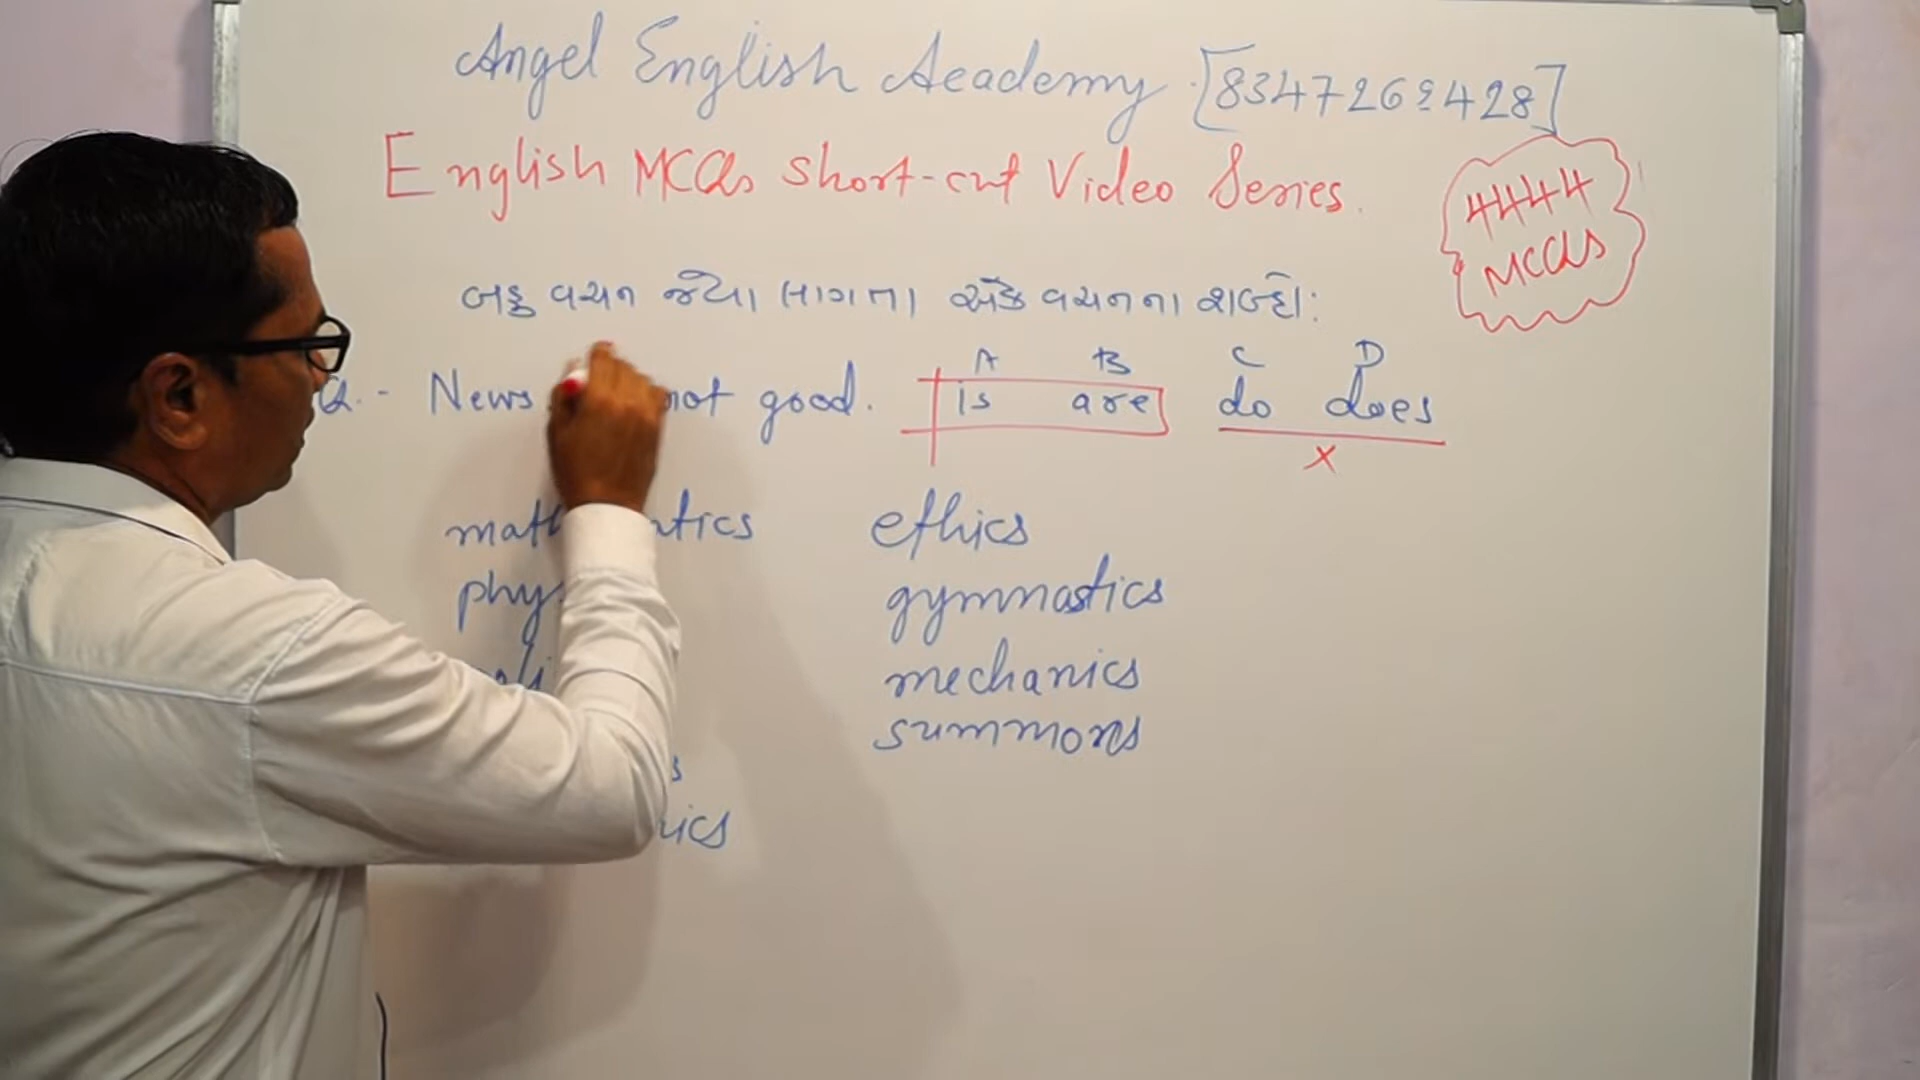 Angel English Academy [8347269428]
English MCQs Short-cut Video Series.
4444
MCQs
બહુ વચન જેવા લાગતા એક વચનના શબ્દો:
Q.- News not good. A is B are C do D does
x
ethics
gymnastics
mechanics
summons